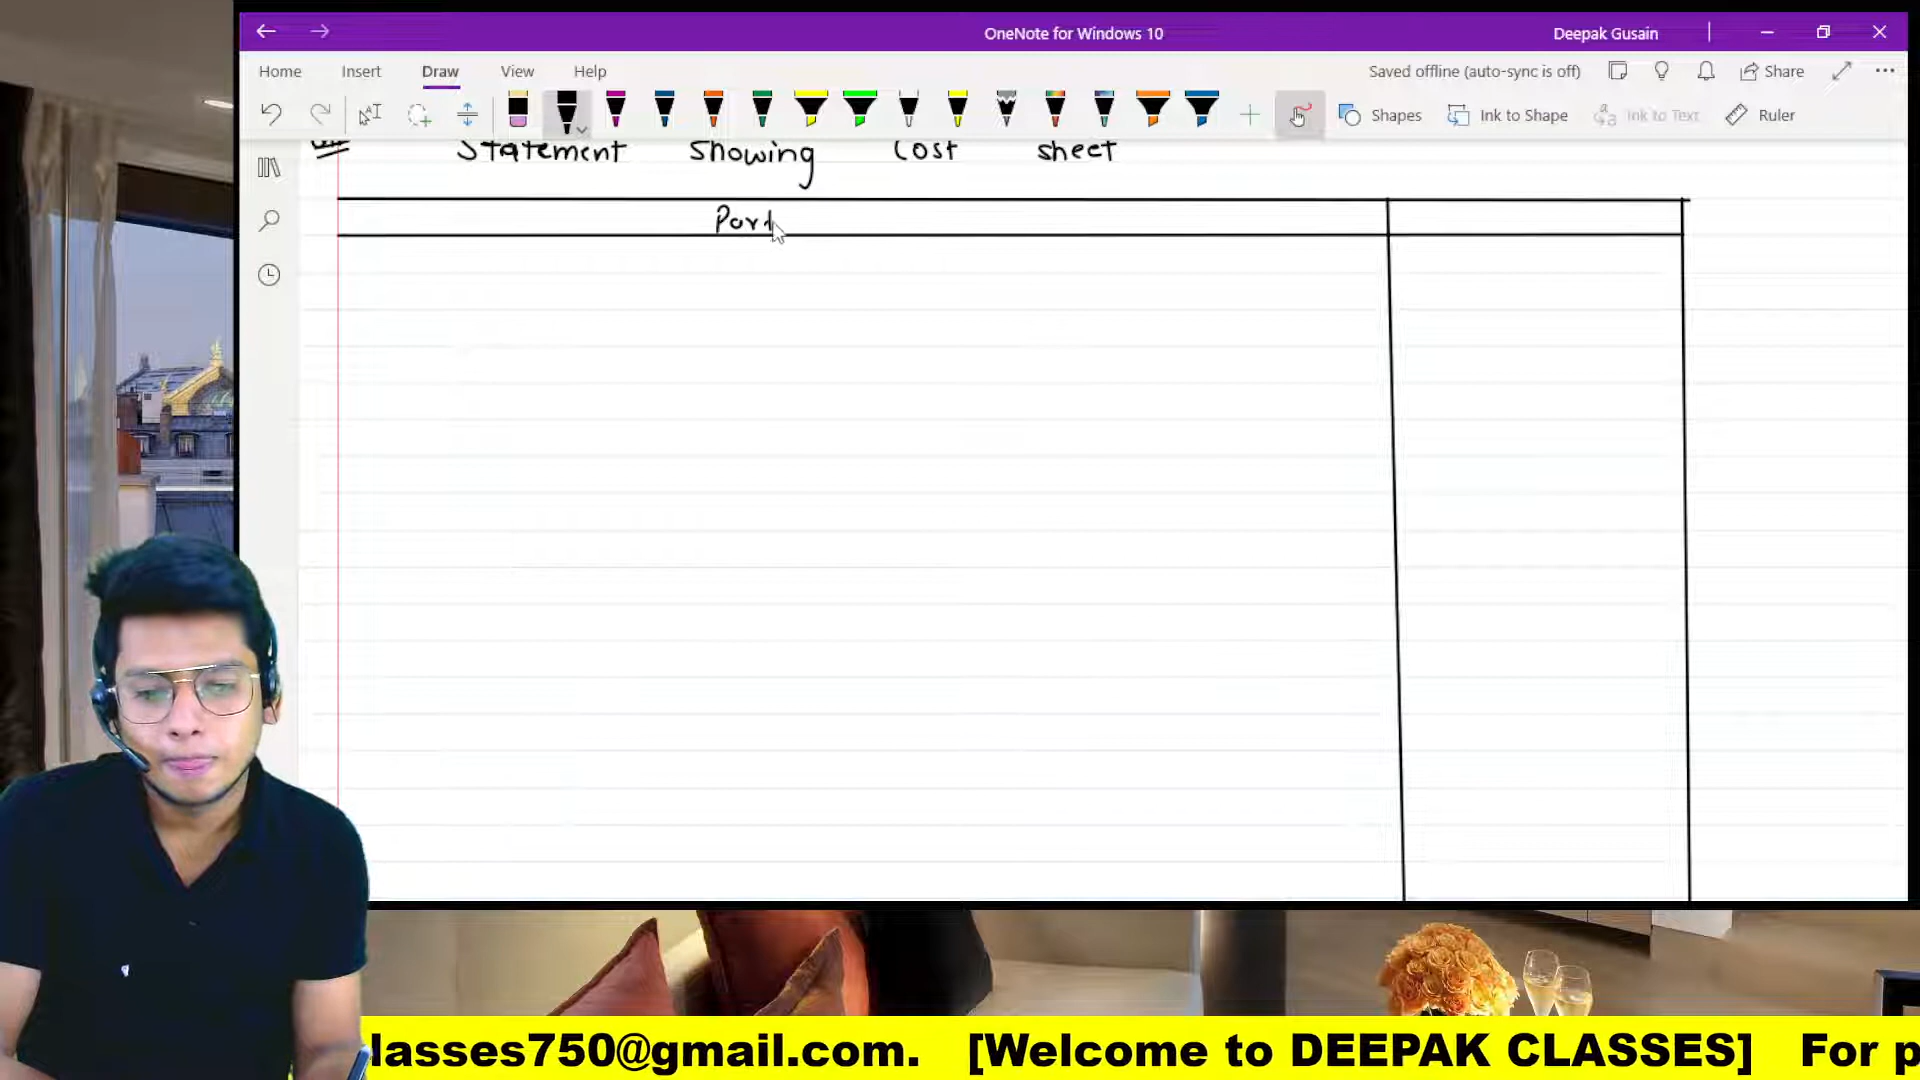 OneNote for Windows 10
Deepak Gusain
Home Insert Draw View Help
Saved offline (auto-sync is off)
Share
Shapes
Ink to Shape
Ink to Text
Ruler
Statement Showing Cost sheet
Part
lasses750@gmail.com. [Welcome to DEEPAK CLASSES] For p